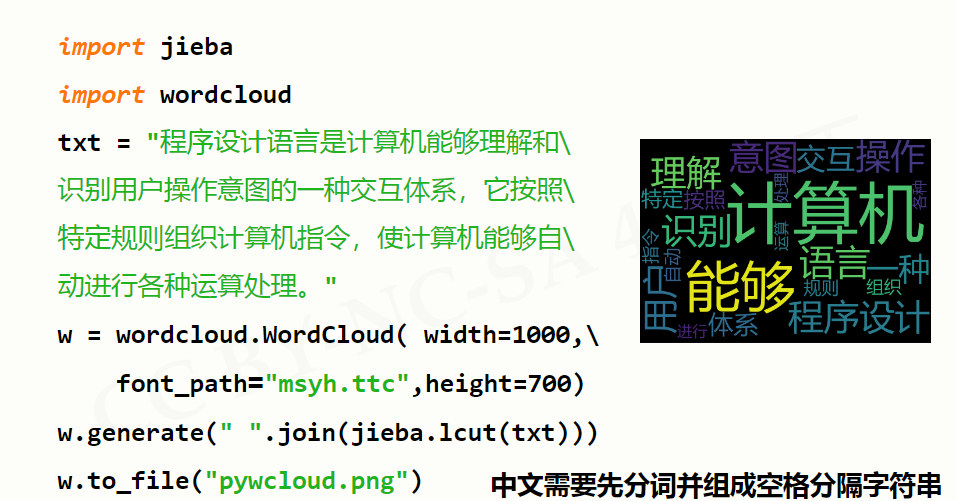 import jieba
import wordcloud
txt = "程序设计语言是计算机能够理解和\
识别用户操作意图的一种交互体系，它按照\
特定规则组织计算机指令，使计算机能够自\
动进行各种运算处理。"
w = wordcloud.WordCloud( width=1000,\
font_path="msyh.ttc",height=700)
w.generate(" ".join(jieba.lcut(txt)))
w.to_file("pywcloud.png")
理解
意图
交互
操作
特定
按照
处理
计算机
各种
识别
运算
指令
自动
语言
一种
能够
用户
规则
组织
进行
体系
程序设计
中文需要先分词并组成空格分隔字符串
CC BY NC-SA 4